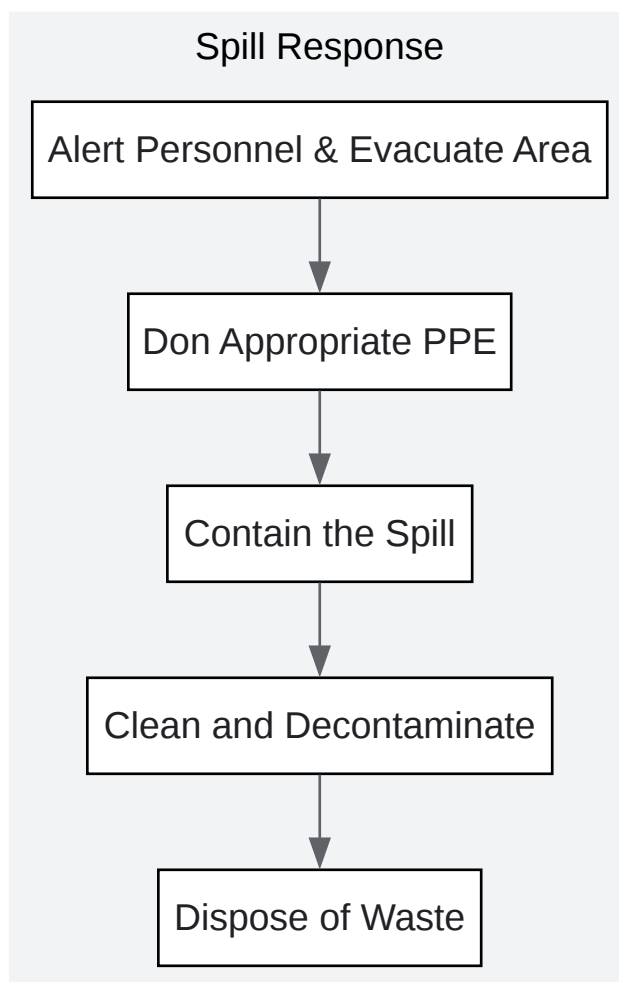 Spill Response
Alert Personnel & Evacuate Area
Don Appropriate PPE
Contain the Spill
Clean and Decontaminate
Dispose of Waste